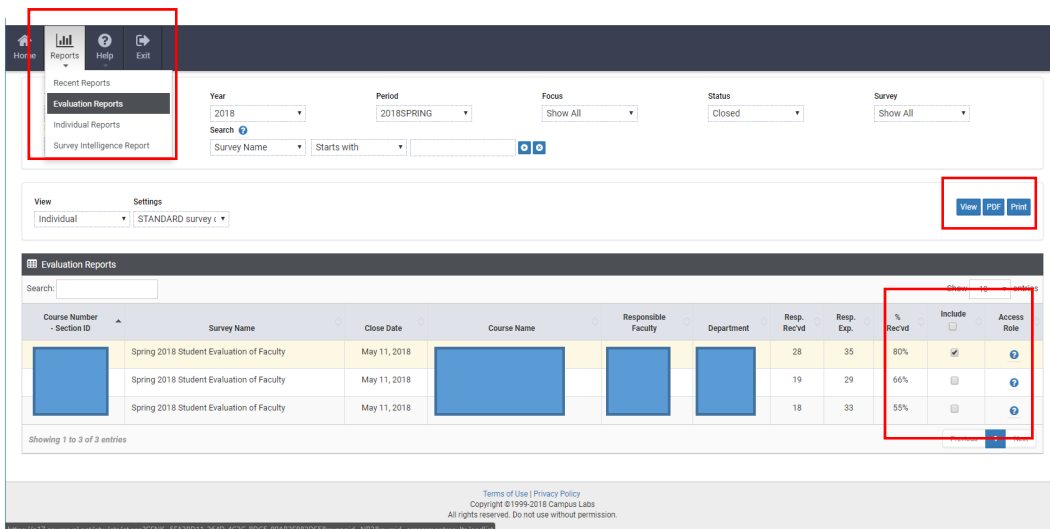 Home Reports Help Exit
Recent Reports
Evaluation Reports
Individual Reports
Survey Intelligence Report
Year Period Focus Status Survey
2018 2018SPRING Show All Closed Show All
Search
Survey Name Starts with
View Settings
Individual STANDARD survey
View PDF Print
Evaluation Reports
Search: Show 10 entries
Course Number - Section ID Survey Name Close Date Course Name Responsible Faculty Department Resp. Rec'vd Resp. Exp. % Rec'vd Include Access Role
Spring 2018 Student Evaluation of Faculty May 11, 2018 28 35 80%
Spring 2018 Student Evaluation of Faculty May 11, 2018 19 29 66%
Spring 2018 Student Evaluation of Faculty May 11, 2018 18 33 55%
Showing 1 to 3 of 3 entries Previous 1 Next
Terms of Use | Privacy Policy
Copyright ©1999-2018 Campus Labs
All rights reserved. Do not use without permission.